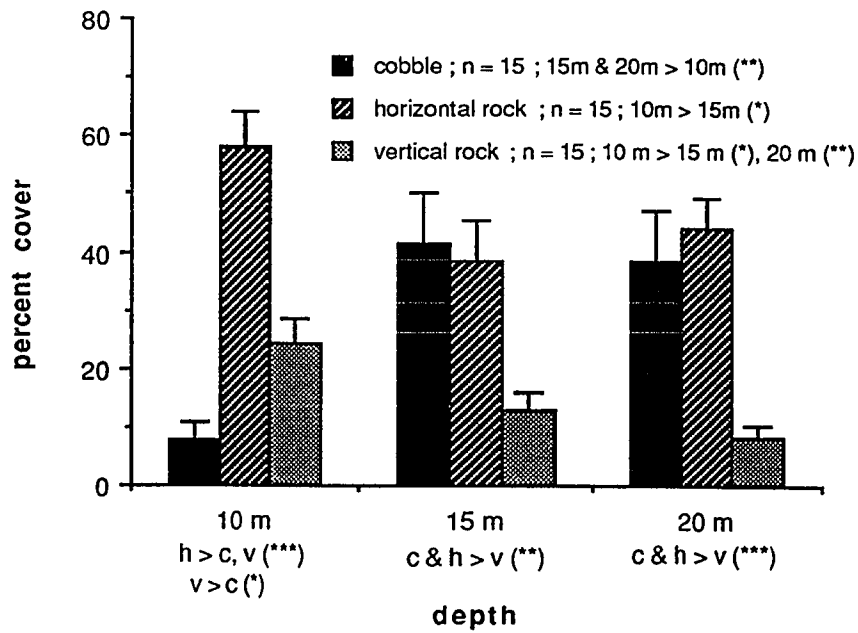 80
60
40
20
0
percent cover
cobble ; n = 15 ; 15m & 20m > 10m (**)
horizontal rock ; n = 15 ; 10m > 15m (*)
vertical rock ; n = 15 ; 10 m > 15 m (*), 20 m (**)
10 m 15 m 20 m
h > c, v (***) c & h > v (**) c & h > v (***)
v > c (*)
depth